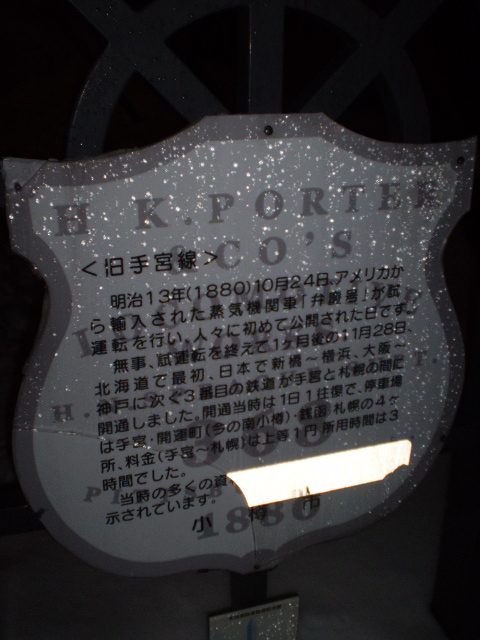 H.K.PORTER
&CO'S
<旧手宮線>
明治13年(1880)10月24日、アメリカか
ら輸入された蒸気機関車「弁慶号」が試
運転を行い、人々に初めて公開された日です。
無事、試運転を終えて1ヶ月後の11月28日、
北海道で最初、日本で新橋~横浜、大阪~
神戸に次ぐ3番目の鉄道が手宮と札幌の間に
開通しました。開通当時は1日1往復で、停車場
は手宮・開運町(今の南小樽)・銭函・札幌の4ヶ
所、料金(手宮~札幌)は上等1円 所用時間は3
時間でした。
当時の多くの資
示されています。
小樽市
1880